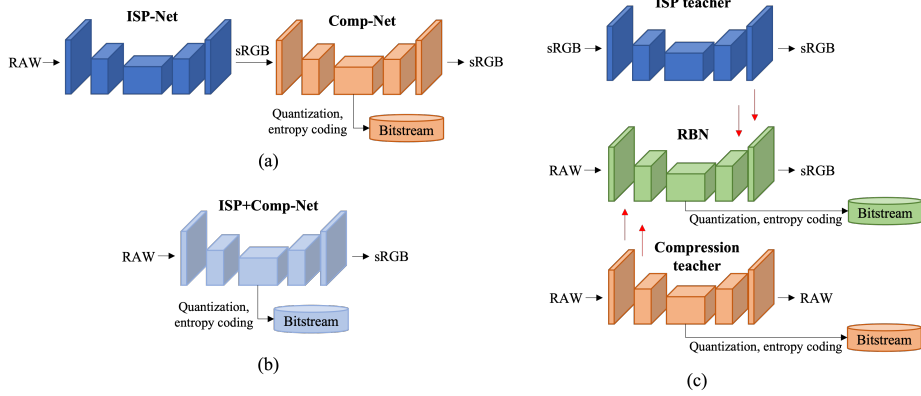 ISP-Net
Comp-Net
RAW
sRGB
sRGB
Quantization,
entropy coding
Bitstream
(a)
ISP+Comp-Net
RAW
sRGB
Quantization,
entropy coding
Bitstream
(b)
ISP teacher
sRGB
sRGB
RBN
RAW
sRGB
Quantization, entropy coding
Bitstream
Compression
teacher
RAW
RAW
Quantization, entropy coding
Bitstream
(c)